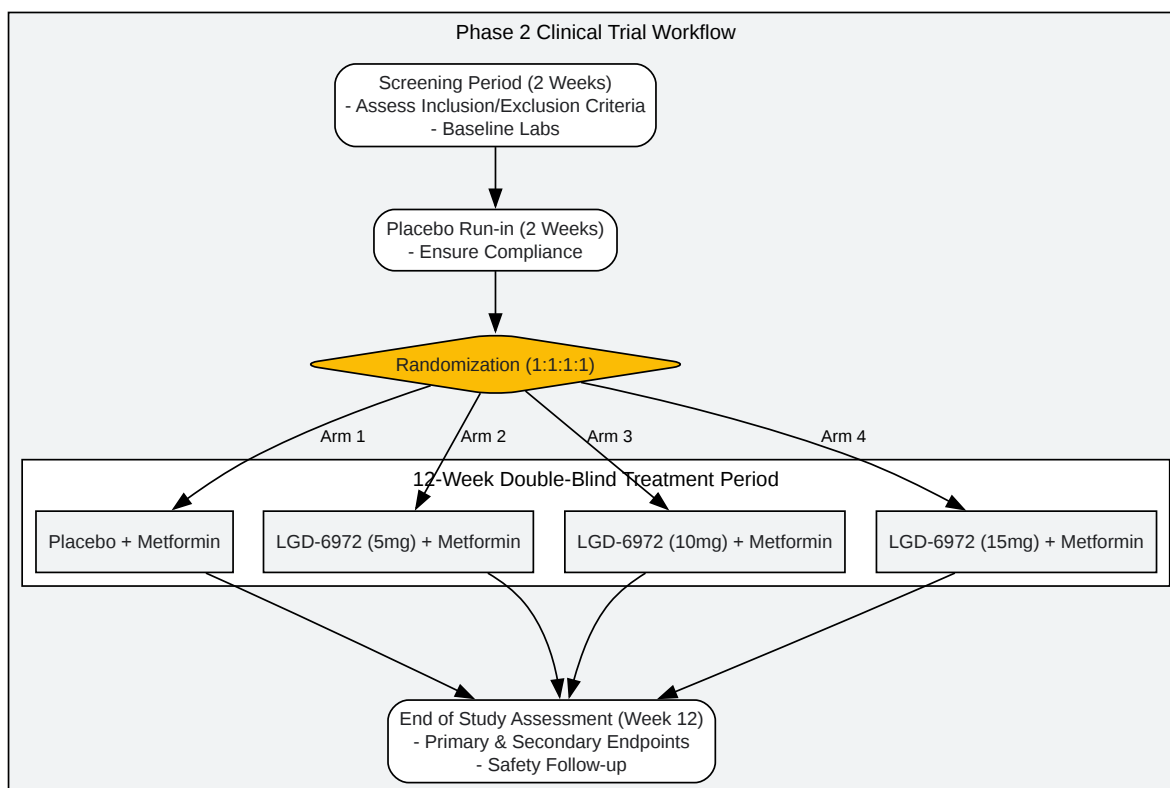 Phase 2 Clinical Trial Workflow
Screening Period (2 Weeks)
- Assess Inclusion/Exclusion Criteria
- Baseline Labs
Placebo Run-in (2 Weeks)
- Ensure Compliance
Randomization (1:1:1:1)
Arm 1
Arm 2
Arm 3
Arm 4
12-Week Double-Blind Treatment Period
Placebo + Metformin
LGD-6972 (5mg) + Metformin
LGD-6972 (10mg) + Metformin
LGD-6972 (15mg) + Metformin
End of Study Assessment (Week 12)
- Primary & Secondary Endpoints
- Safety Follow-up